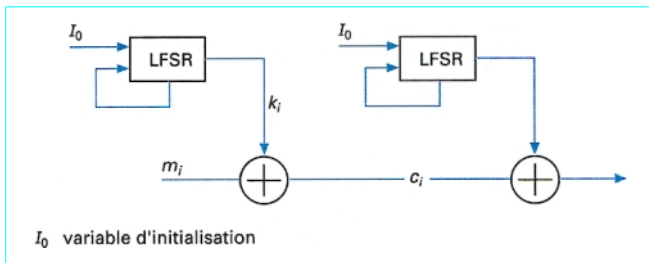 I₀
LFSR
kᵢ
I₀
LFSR
mᵢ
cᵢ
I₀ variable d'initialisation